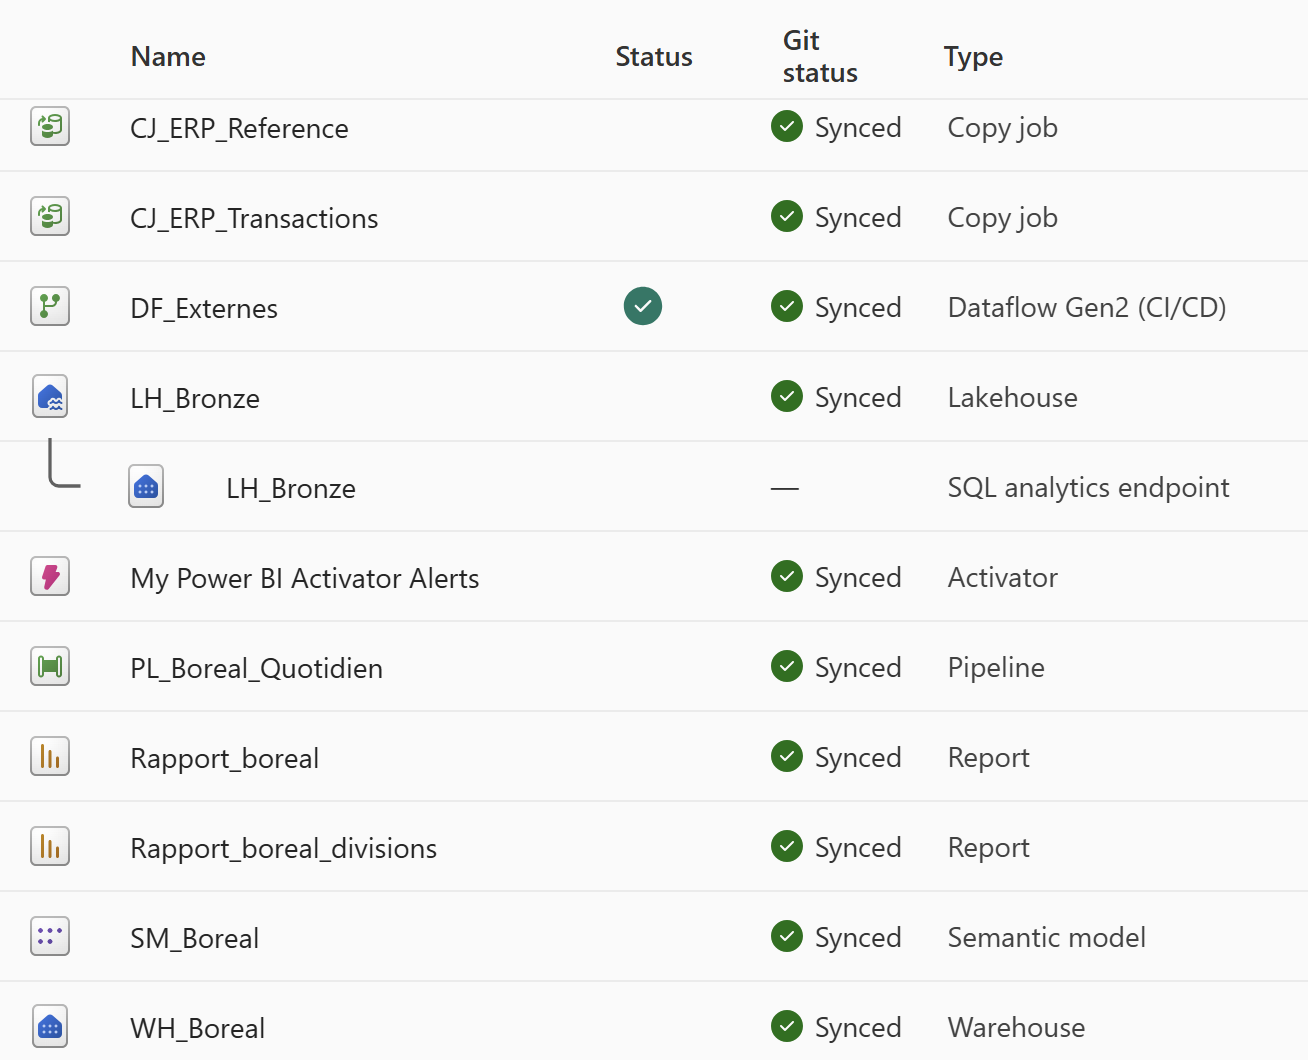 Name Status Git status Type
CJ_ERP_Reference Synced Copy job
CJ_ERP_Transactions Synced Copy job
DF_Externes Synced Dataflow Gen2 (CI/CD)
LH_Bronze Synced Lakehouse
LH_Bronze — SQL analytics endpoint
My Power BI Activator Alerts Synced Activator
PL_Boreal_Quotidien Synced Pipeline
Rapport_boreal Synced Report
Rapport_boreal_divisions Synced Report
SM_Boreal Synced Semantic model
WH_Boreal Synced Warehouse